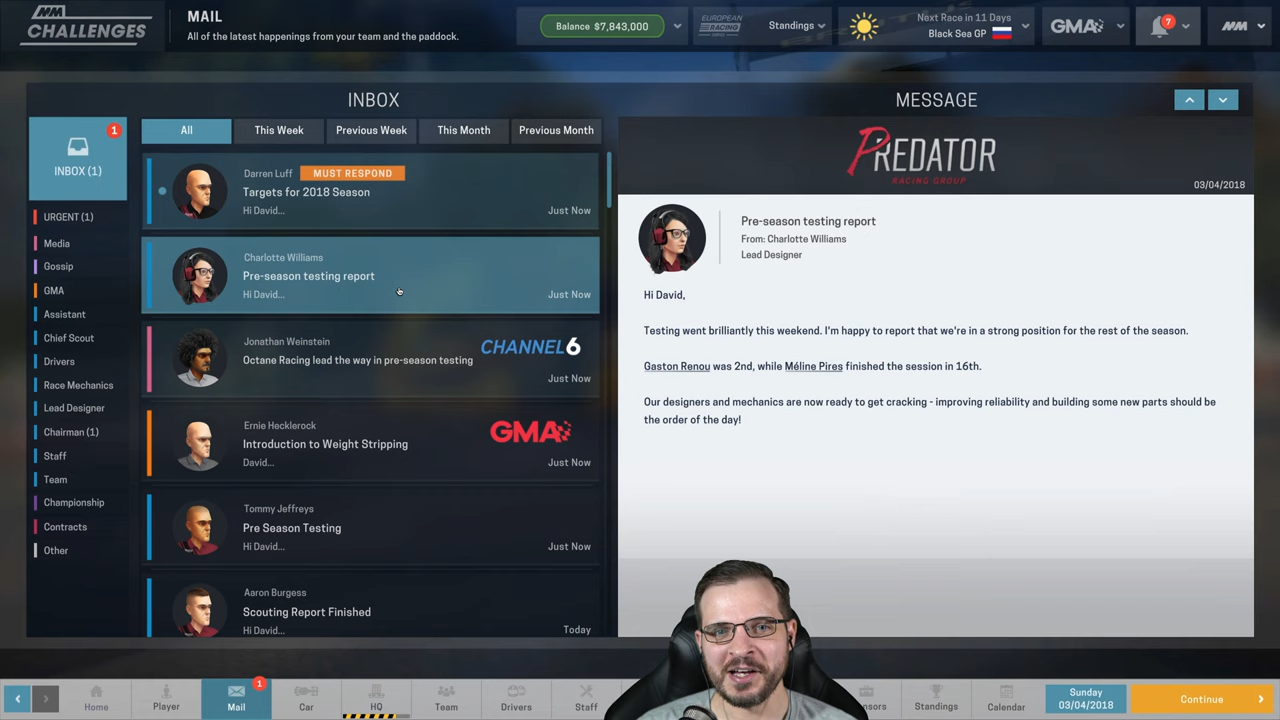 MM
CHALLENGES
MAIL
All of the latest happenings from your team and the paddock.
Balance $7,843,000
EUROPEAN
RACING
SERIES
Standings
Next Race in 11 Days
Black Sea GP
GMA
7
MM
INBOX
MESSAGE
1
INBOX (1)
URGENT (1)
Media
Gossip
GMA
Assistant
Chief Scout
Drivers
Race Mechanics
Lead Designer
Chairman (1)
Staff
Team
Championship
Contracts
Other
All
This Week
Previous Week
This Month
Previous Month
Darren Luff
MUST RESPOND
Targets for 2018 Season
Hi David...
Just Now
Charlotte Williams
Pre-season testing report
Hi David...
Just Now
Jonathan Weinstein
Octane Racing lead the way in pre-season testing
CHANNEL6
Just Now
Ernie Hecklerock
Introduction to Weight Stripping
GMA
David...
Just Now
Tommy Jeffreys
Pre Season Testing
Hi David...
Just Now
Aaron Burgess
Scouting Report Finished
Hi David...
Today
PREDATOR
RACING GROUP
03/04/2018
Pre-season testing report
From: Charlotte Williams
Lead Designer
Hi David,
Testing went brilliantly this weekend. I'm happy to report that we're in a strong position for the rest of the season.
Gaston Renou was 2nd, while Méline Pires finished the session in 16th.
Our designers and mechanics are now ready to get cracking - improving reliability and building some new parts should be
the order of the day!
Home
Player
1
Mail
Car
HQ
Team
Drivers
Staff
Standings
Calendar
Sunday
03/04/2018
Continue